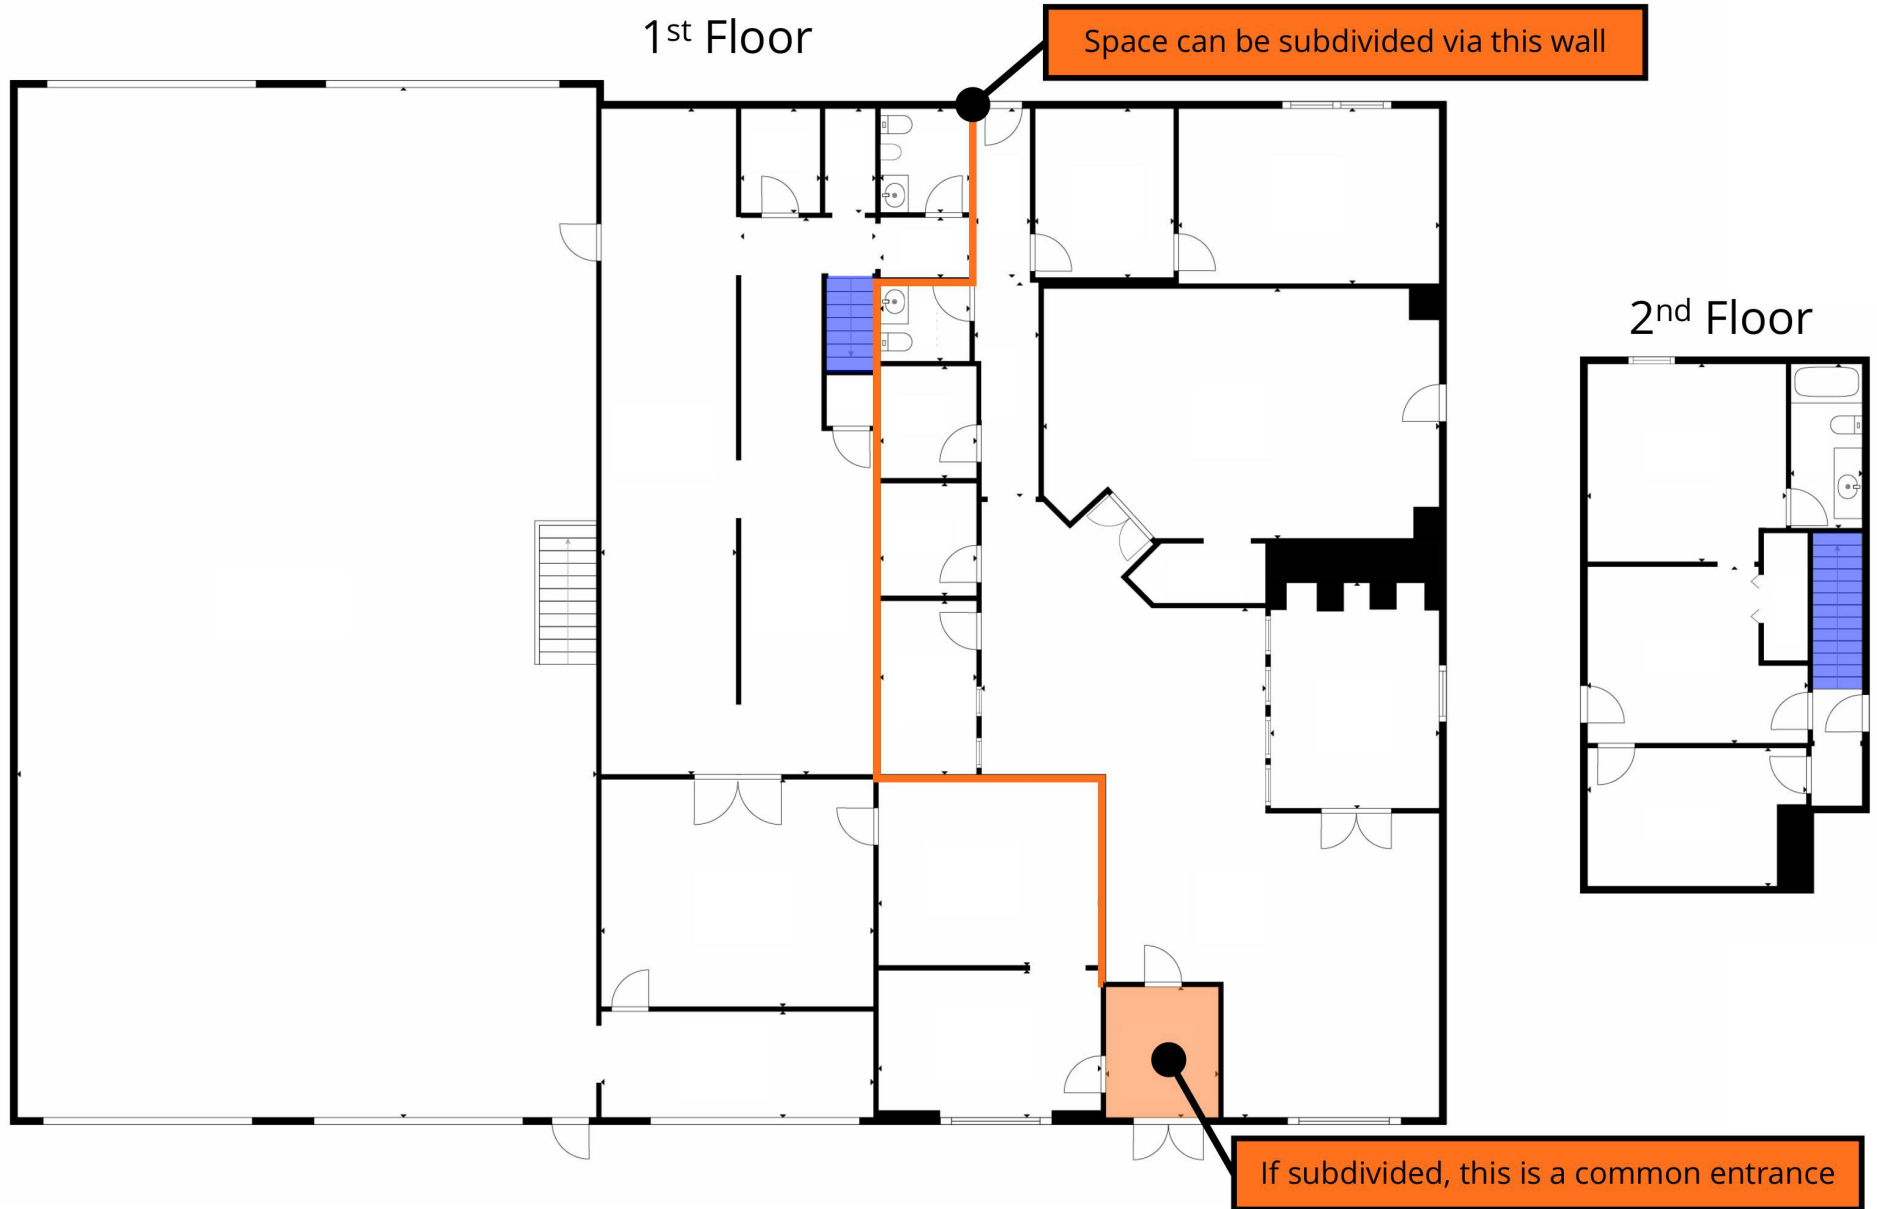 1st Floor
Space can be subdivided via this wall
2nd Floor
If subdivided, this is a common entrance